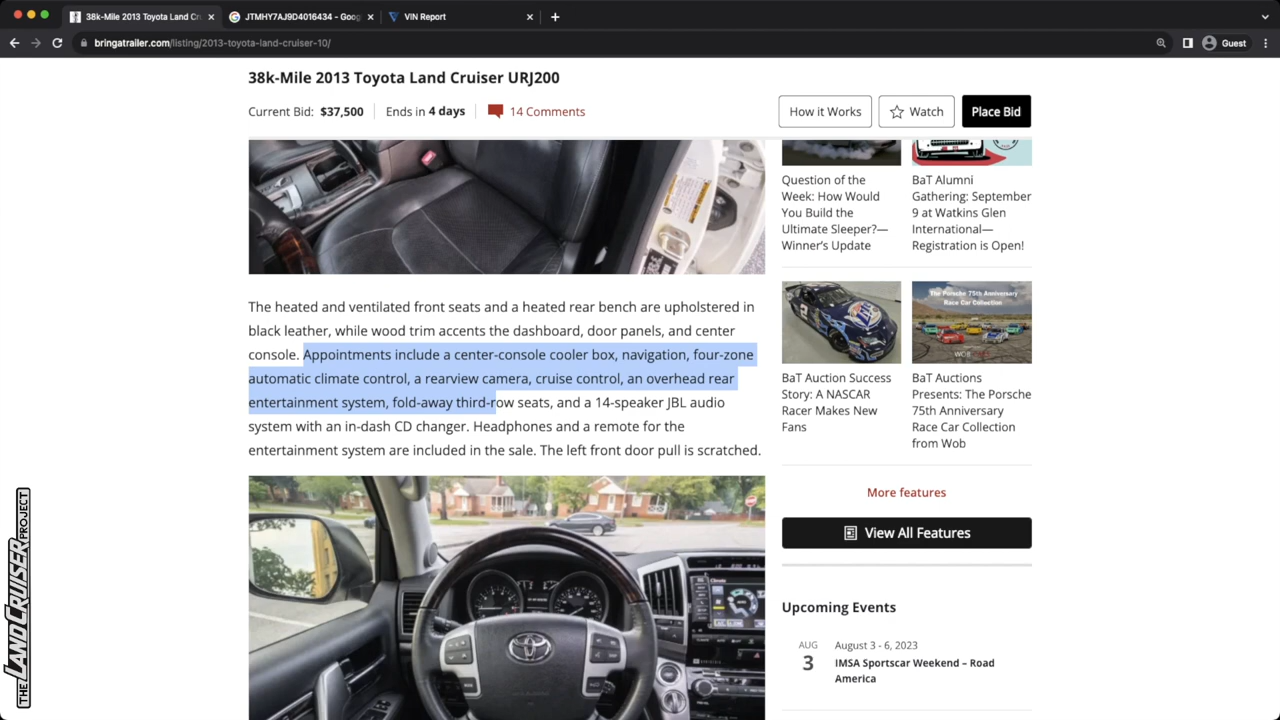 38k-Mile 2013 Toyota Land Cru
JTMHY7AJ9D4016434 - Goog
VIN Report
bringatrailer.com/listing/2013-toyota-land-cruiser-10/
Guest
38k-Mile 2013 Toyota Land Cruiser URJ200
Current Bid: $37,500
Ends in 4 days
14 Comments
How it Works
Watch
Place Bid
The heated and ventilated front seats and a heated rear bench are upholstered in
black leather, while wood trim accents the dashboard, door panels, and center
console. Appointments include a center-console cooler box, navigation, four-zone
automatic climate control, a rearview camera, cruise control, an overhead rear
entertainment system, fold-away third-row seats, and a 14-speaker JBL audio
system with an in-dash CD changer. Headphones and a remote for the
entertainment system are included in the sale. The left front door pull is scratched.
Question of the
Week: How Would
You Build the
Ultimate Sleeper?—
Winner's Update
BaT Alumni
Gathering: September
9 at Watkins Glen
International—
Registration is Open!
The Porsche 75th Anniversary
Race Car Collection
BaT Auction Success
Story: A NASCAR
Racer Makes New
Fans
BaT Auctions
Presents: The Porsche
75th Anniversary
Race Car Collection
from Wob
More features
View All Features
Upcoming Events
AUG
3
August 3 - 6, 2023
IMSA Sportscar Weekend – Road
America
THE LAND CRUISER PROJECT